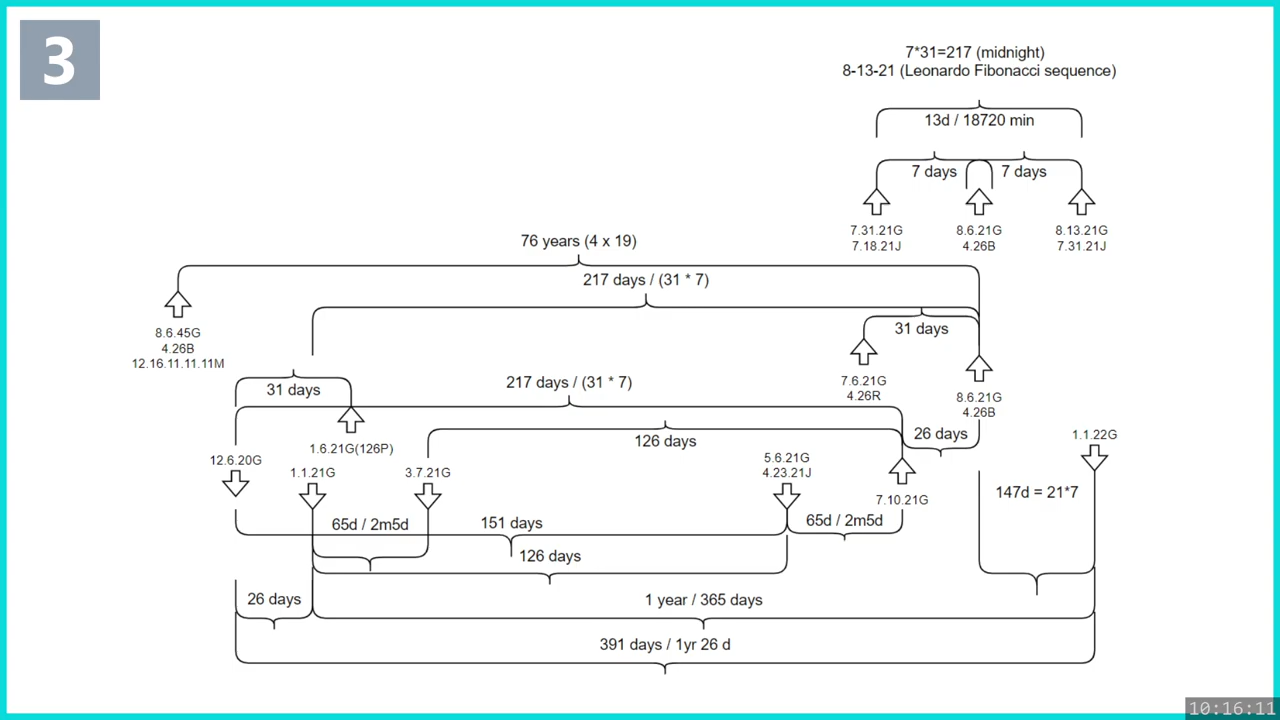 3
7*31=217 (midnight)
8-13-21 (Leonardo Fibonacci sequence)
13d / 18720 min
7 days
7 days
7.31.21G
7.18.21J
8.6.21G
4.26B
8.13.21G
7.31.21J
76 years (4 x 19)
217 days / (31 * 7)
8.6.45G
4.26B
12.16.11.11.11M
31 days
7.6.21G
4.26R
8.6.21G
4.26B
31 days
217 days / (31 * 7)
1.6.21G(126P)
126 days
26 days
1.1.22G
12.6.20G
1.1.21G
3.7.21G
5.6.21G
4.23.21J
7.10.21G
147d = 21*7
65d / 2m5d
151 days
65d / 2m5d
126 days
26 days
1 year / 365 days
391 days / 1yr 26 d
10:16:11